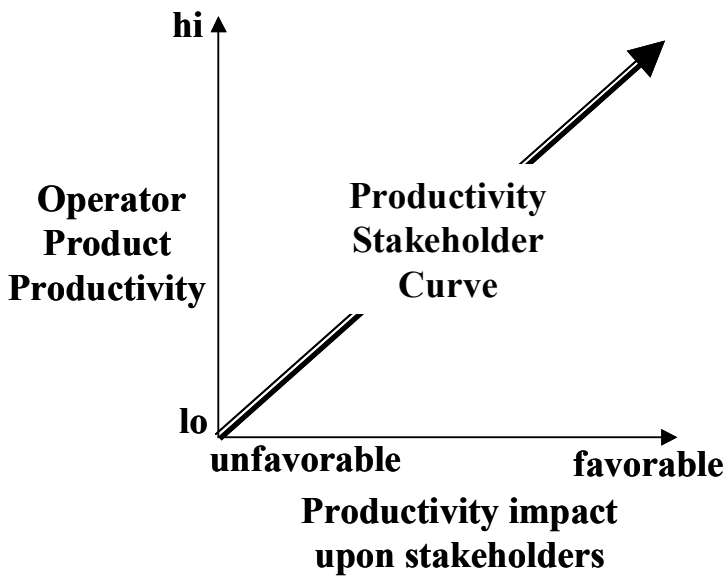 hi
Operator
Product
Productivity
Productivity
Stakeholder
Curve
lo
unfavorable
favorable
Productivity impact
upon stakeholders